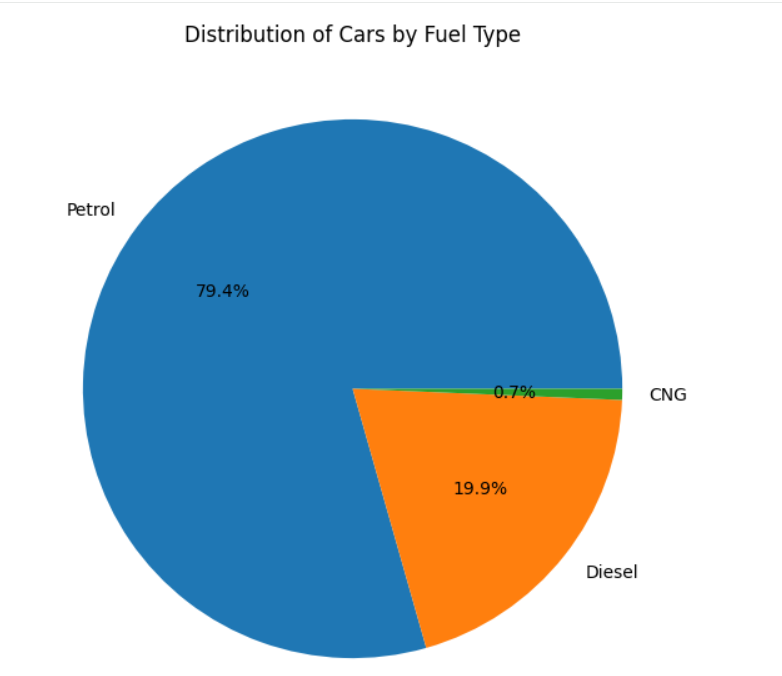 Distribution of Cars by Fuel Type
Petrol
79.4%
0.7%
CNG
19.9%
Diesel